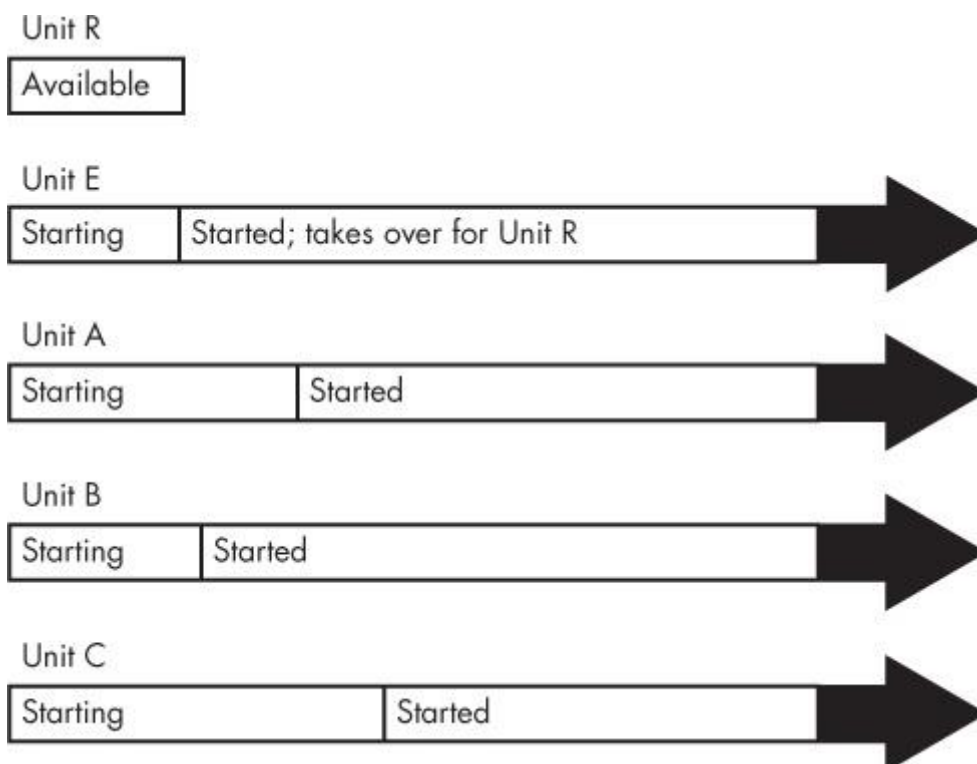 Unit R
Available
Unit E
Starting
Started; takes over for Unit R
Unit A
Starting
Started
Unit B
Starting
Started
Unit C
Starting
Started